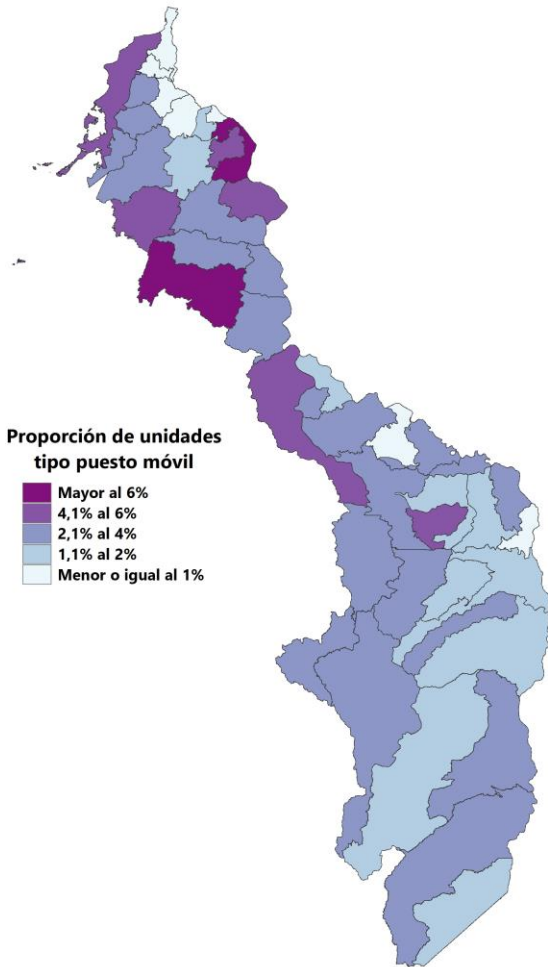 Proporción de unidades
tipo puesto móvil
Mayor al 6%
4,1% al 6%
2,1% al 4%
1,1% al 2%
Menor o igual al 1%